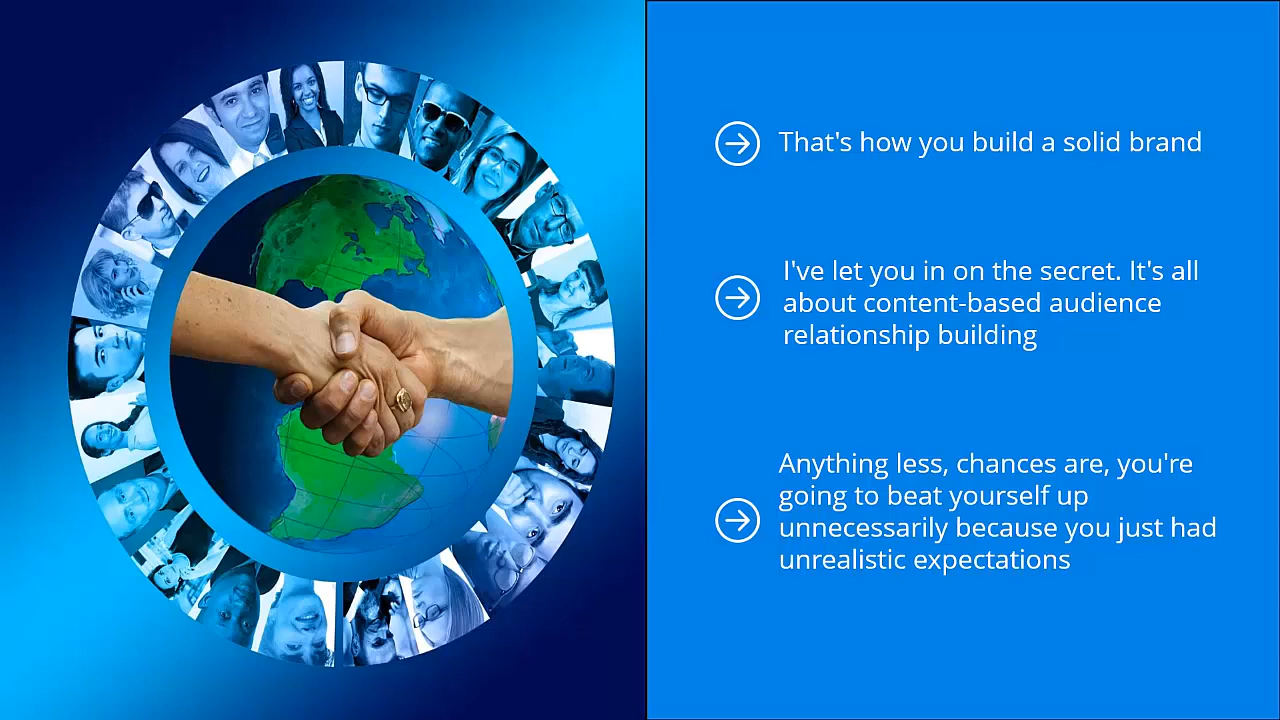 That's how you build a solid brand
I've let you in on the secret. It's all
about content-based audience
relationship building
Anything less, chances are, you're
going to beat yourself up
unnecessarily because you just had
unrealistic expectations